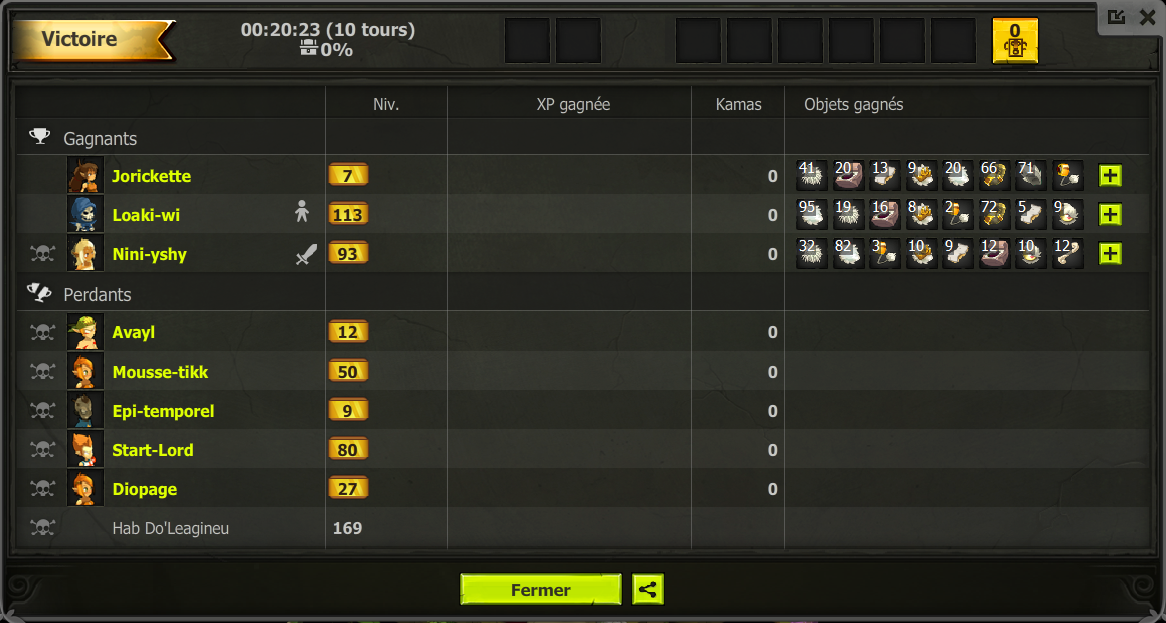 Victoire
00:20:23 (10 tours)
0%
0
Niv. XP gagnée Kamas Objets gagnés
Gagnants
Jorickette 7 0 41 20 13 9 20 66 71
Loaki-wi 113 0 95 19 16 8 2 72 5 9
Nini-yshy 93 0 32 82 3 10 9 12 10 12
Perdants
Avayl 12 0
Mousse-tikk 50 0
Epi-temporel 9 0
Start-Lord 80 0
Diopage 27 0
Hab Do'Leagineu 169
Fermer